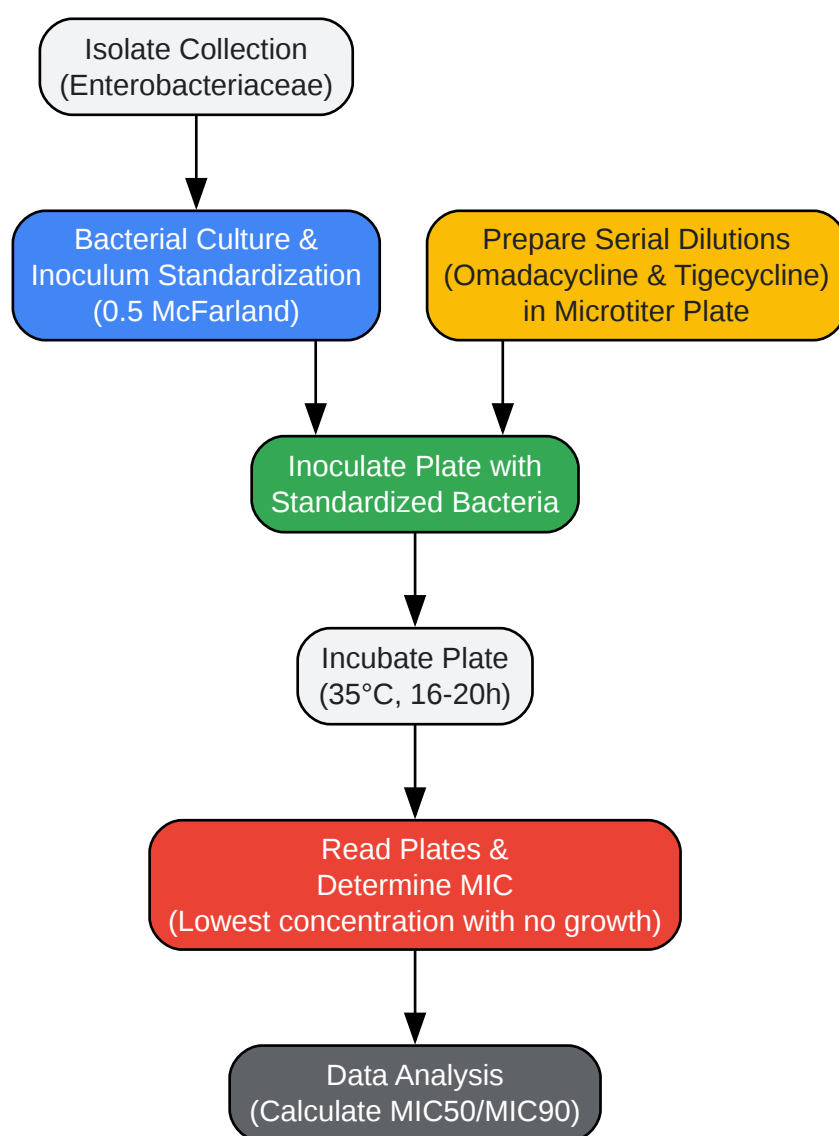 Isolate Collection
(Enterobacteriaceae)
Bacterial Culture &
Inoculum Standardization
(0.5 McFarland)
Prepare Serial Dilutions
(Omadacycline & Tigecycline)
in Microtiter Plate
Inoculate Plate with
Standardized Bacteria
Incubate Plate
(35°C, 16-20h)
Read Plates &
Determine MIC
(Lowest concentration with no growth)
Data Analysis
(Calculate MIC50/MIC90)